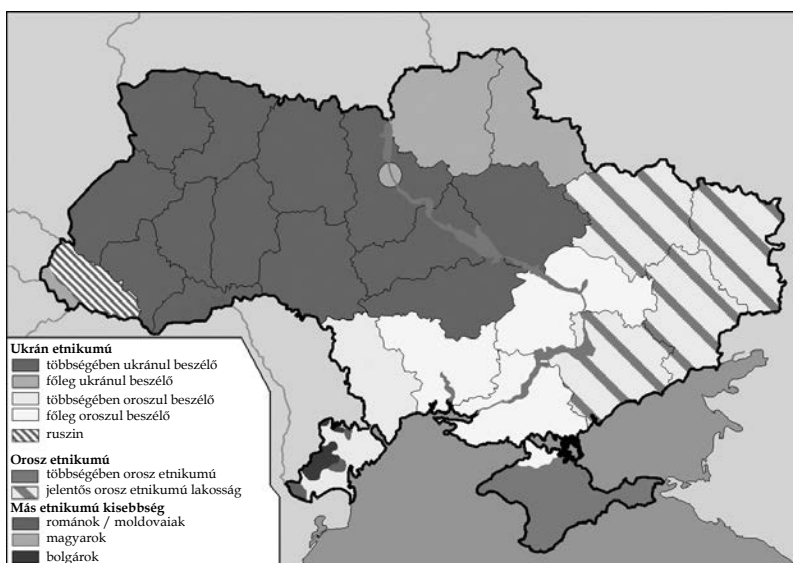 Ukrán etnikumú
többségében ukránul beszélő
főleg ukránul beszélő
többségében oroszul beszélő
főleg oroszul beszélő
ruszin
Orosz etnikumú
többségében orosz etnikumú
jelentős orosz etnikumú lakosság
Más etnikumú kisebbség
románok / moldovaiak
magyarok
bolgárok